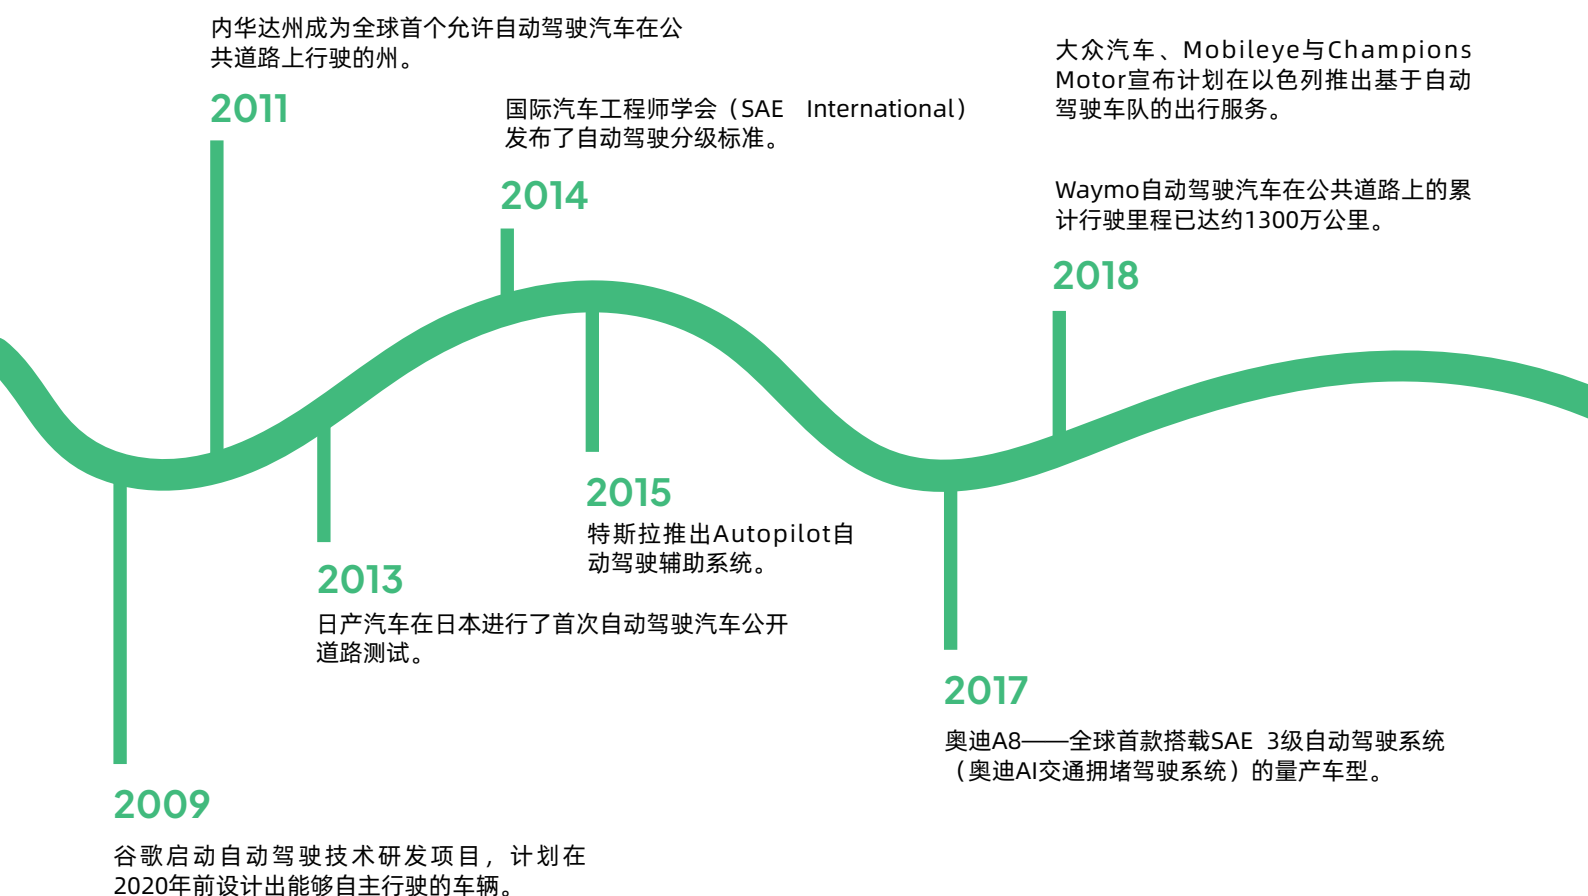 内华达州成为全球首个允许自动驾驶汽车在公
共道路上行驶的州。
2011
国际汽车工程师学会（SAE International）
发布了自动驾驶分级标准。
2014
大众汽车、Mobileye与Champions
Motor宣布计划在以色列推出基于自动
驾驶车队的出行服务。
Waymo自动驾驶汽车在公共道路上的累
计行驶里程已达约1300万公里。
2018
2015
特斯拉推出Autopilot自
动驾驶辅助系统。
2013
日产汽车在日本进行了首次自动驾驶汽车公开
道路测试。
2017
奥迪A8——全球首款搭载SAE 3级自动驾驶系统
（奥迪AI交通拥堵驾驶系统）的量产车型。
2009
谷歌启动自动驾驶技术研发项目，计划在
2020年前设计出能够自主行驶的车辆。